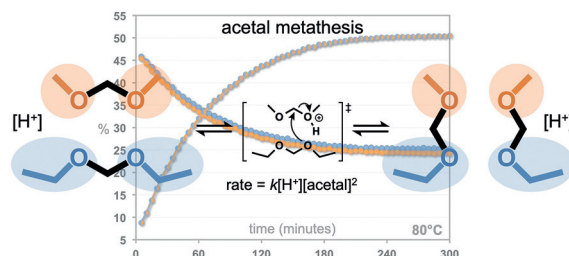 acetal metathesis
55
50
45
40
35
30
25
20
15
10
5
%
0
60
120
180
240
300
time (minutes)
80°C
[H⁺]
O O
O O
O O
⊕
H
O O
‡
rate = k[H⁺][acetal]²
O O
O O
[H⁺]